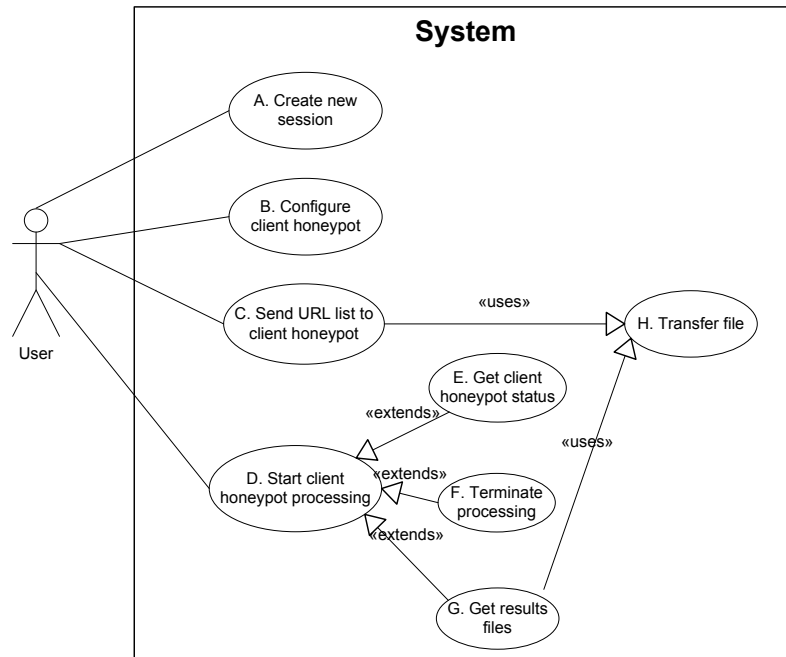 System
A. Create new
session
B. Configure
client honeypot
C. Send URL list to
client honeypot
«uses»
H. Transfer file
User
E. Get client
honeypot status
«extends»
«uses»
D. Start client
honeypot processing
«extends»
F. Terminate
processing
«extends»
G. Get results
files